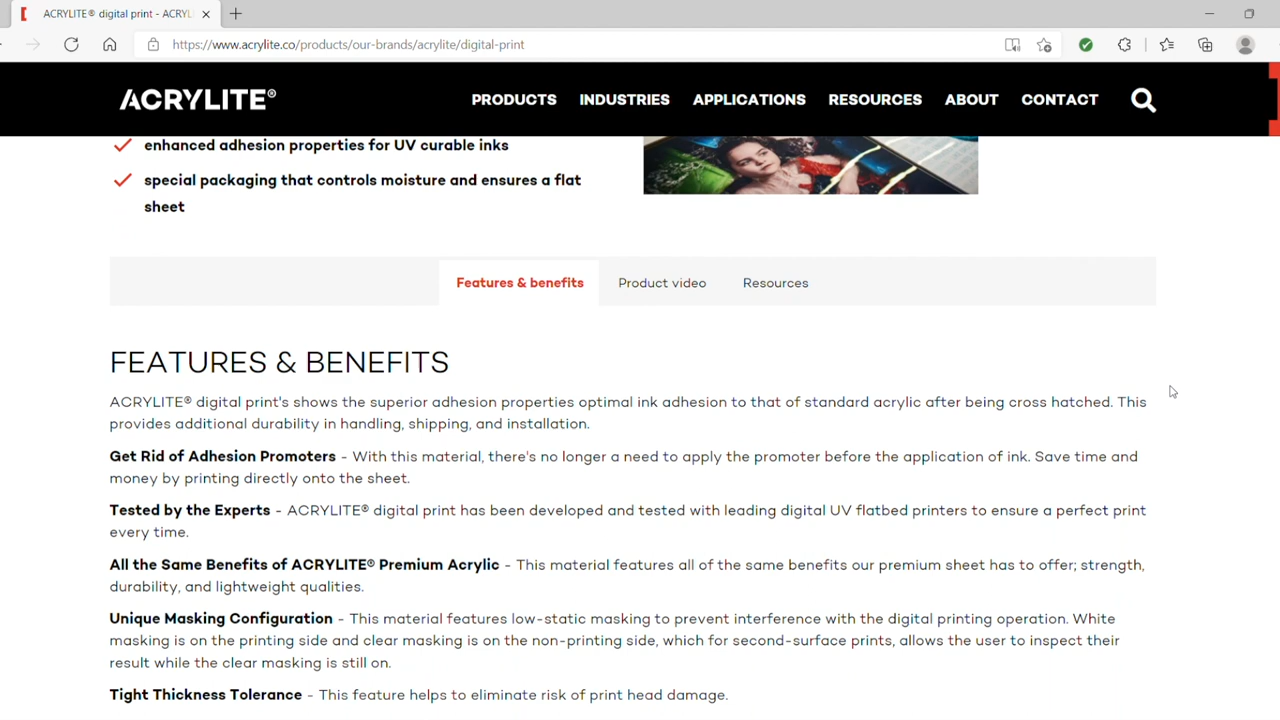 ACRYLITE® digital print - ACRYL
https://www.acrylite.co/products/our-brands/acrylite/digital-print
ACRYLITE®
PRODUCTS INDUSTRIES APPLICATIONS RESOURCES ABOUT CONTACT
enhanced adhesion properties for UV curable inks
special packaging that controls moisture and ensures a flat
sheet
Features & benefits Product video Resources
FEATURES & BENEFITS
ACRYLITE® digital print's shows the superior adhesion properties optimal ink adhesion to that of standard acrylic after being cross hatched. This
provides additional durability in handling, shipping, and installation.
Get Rid of Adhesion Promoters - With this material, there's no longer a need to apply the promoter before the application of ink. Save time and
money by printing directly onto the sheet.
Tested by the Experts - ACRYLITE® digital print has been developed and tested with leading digital UV flatbed printers to ensure a perfect print
every time.
All the Same Benefits of ACRYLITE® Premium Acrylic - This material features all of the same benefits our premium sheet has to offer; strength,
durability, and lightweight qualities.
Unique Masking Configuration - This material features low-static masking to prevent interference with the digital printing operation. White
masking is on the printing side and clear masking is on the non-printing side, which for second-surface prints, allows the user to inspect their
result while the clear masking is still on.
Tight Thickness Tolerance - This feature helps to eliminate risk of print head damage.